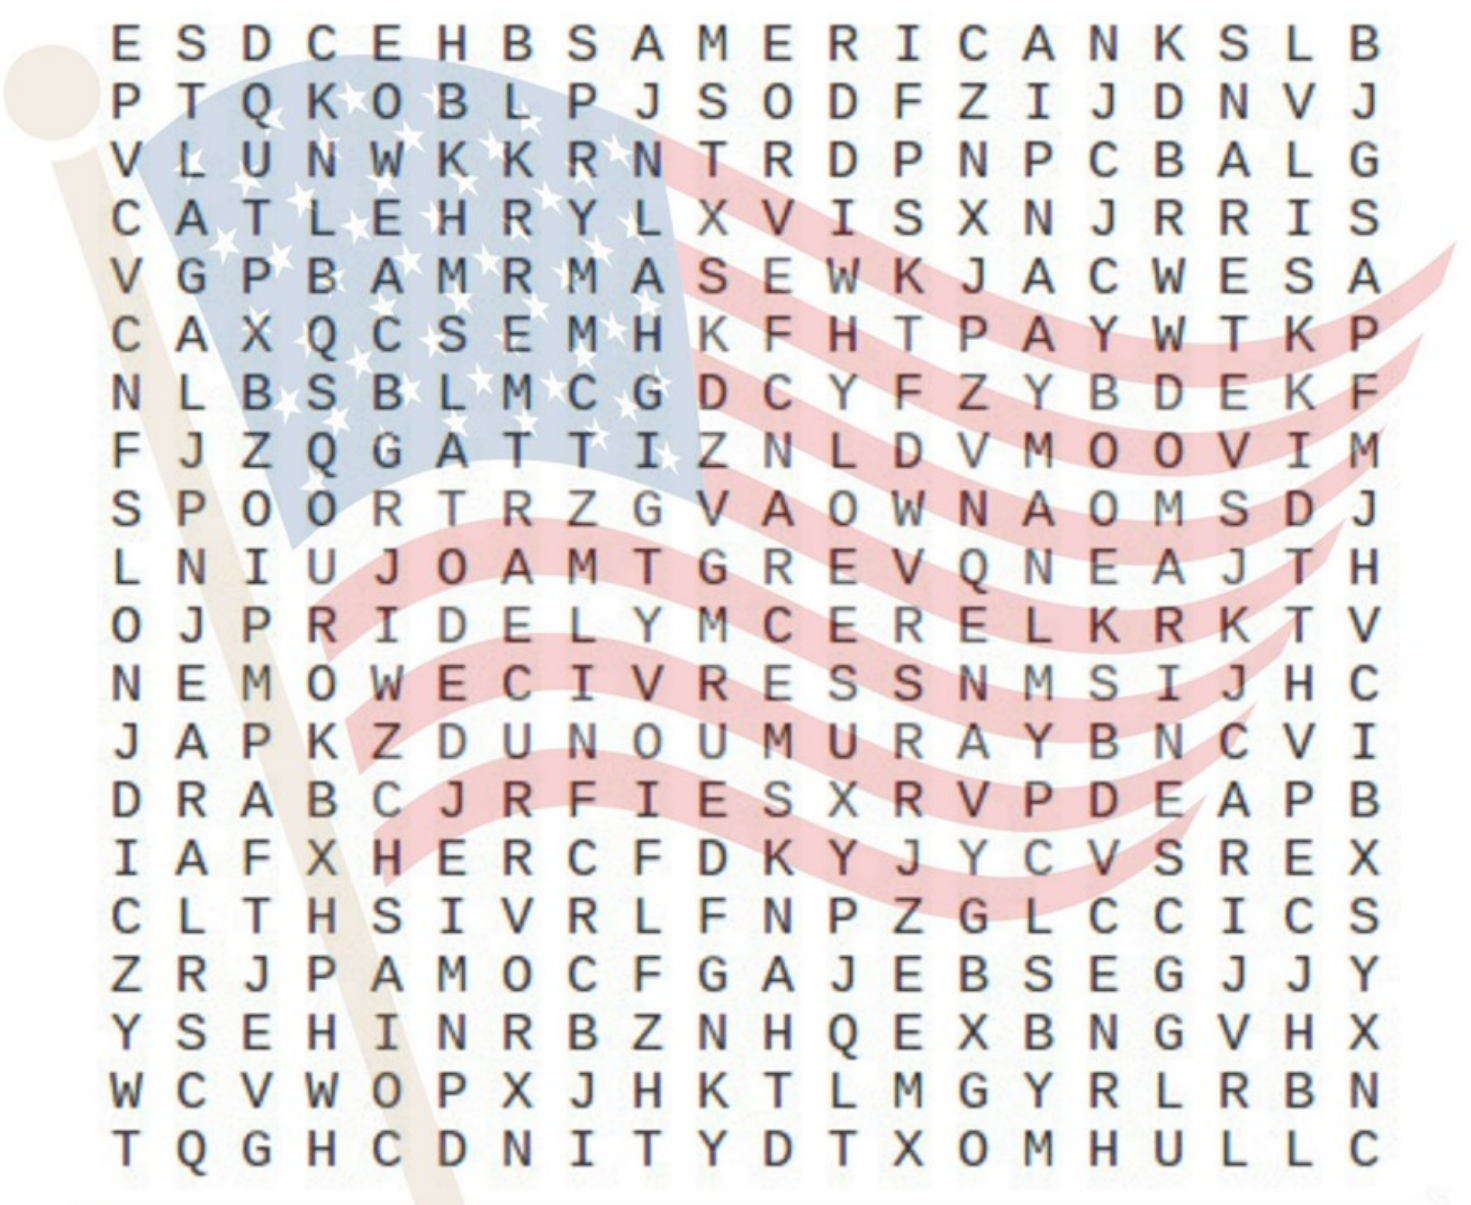 E S D C E H B S A M E R I C A N K S L B
P T Q K O B L P J S O D F Z I J D N V J
V L U N W K K R N T R D P N P C B A L G
C A T L E H R Y L X V I S X N J R R I S
V G P B A M R M A S E W K J A C W E S A
C A X Q C S E M H K F H T P A Y W T K P
N L B S B L M C G D C Y F Z Y B D E K F
F J Z Q G A T T I Z N L D V M O O V I M
S P O O R T R Z G V A O W N A O M S D J
L N I U J O A M T G R E V Q N E A J T H
O J P R I D E L Y M C E R E L K R K T V
N E M O W E C I V R E S S N M S I J H C
J A P K Z D U N O U M U R A Y B N C V I
D R A B C J R F I E S X R V P D E A P B
I A F X H E R C F D K Y J Y C V S R E X
C L T H S I V R L F N P Z G L C C I C S
Z R J P A M O C F G A J E B S E G J J Y
Y S E H I N R B Z N H Q E X B N G V H X
W C V W O P X J H K T L M G Y R L R B N
T Q G H C D N I T Y D T X O M H U L L C